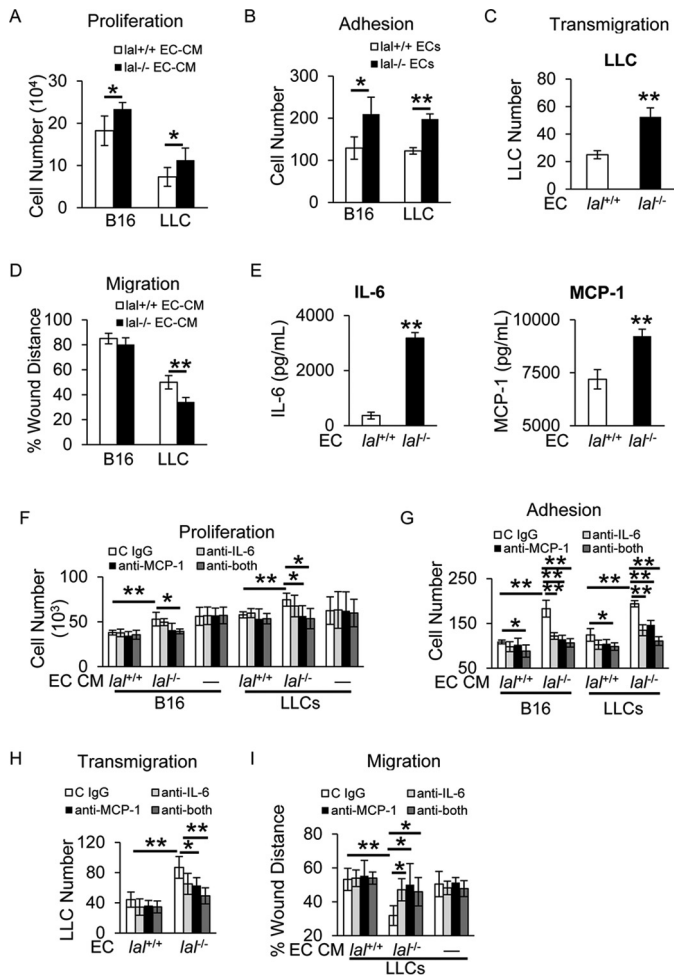 A Proliferation
lal+/+ EC-CM
lal-/- EC-CM
Cell Number (10⁴)
30
20
10
0
*
*
B16 LLC
B Adhesion
lal+/+ ECs
lal-/- ECs
Cell Number
300
200
100
0
*
**
B16 LLC
C Transmigration
LLC
LLC Number
80
60
40
20
0
**
EC lal+/+ lal-/-
D Migration
lal+/+ EC-CM
lal-/- EC-CM
% Wound Distance
100
80
60
40
20
0
**
B16 LLC
E IL-6
IL-6 (pg/mL)
6000
3000
0
**
EC lal+/+ lal-/-
MCP-1
MCP-1 (pg/mL)
10000
7500
5000
**
EC lal+/+ lal-/-
F Proliferation
C IgG anti-IL-6
anti-MCP-1 anti-both
Cell Number
(10³)
100
50
0
** *
** * *
EC CM lal+/+ lal-/- — lal+/+ lal-/- —
B16 LLCs
G Adhesion
C IgG anti-IL-6
anti-MCP-1 anti-both
Cell Number
250
150
50
** * ** ** **
** * ** ** **
EC CM lal+/+ lal-/- lal+/+ lal-/-
B16 LLCs
H Transmigration
C IgG anti-IL-6
anti-MCP-1 anti-both
LLC Number
120
80
40
0
** * **
EC lal+/+ lal-/-
I Migration
C IgG anti-IL-6
anti-MCP-1 anti-both
% Wound Distance
80
60
40
20
** * * *
EC CM lal+/+ lal-/- —
LLCs